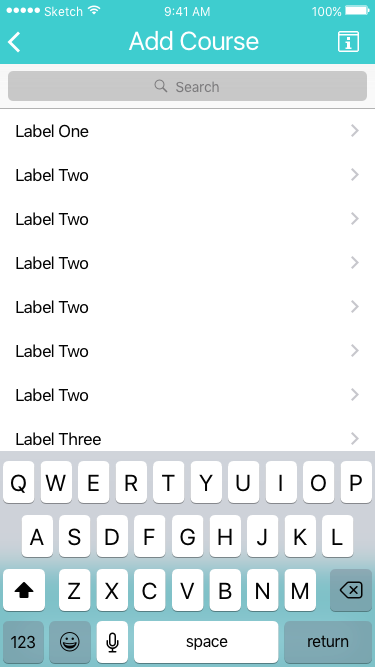 Sketch 9:41 AM 100%
Add Course
Search
Label One
Label Two
Label Two
Label Two
Label Two
Label Two
Label Two
Label Three
Q W E R T Y U I O P
A S D F G H J K L
Z X C V B N M
123 space return